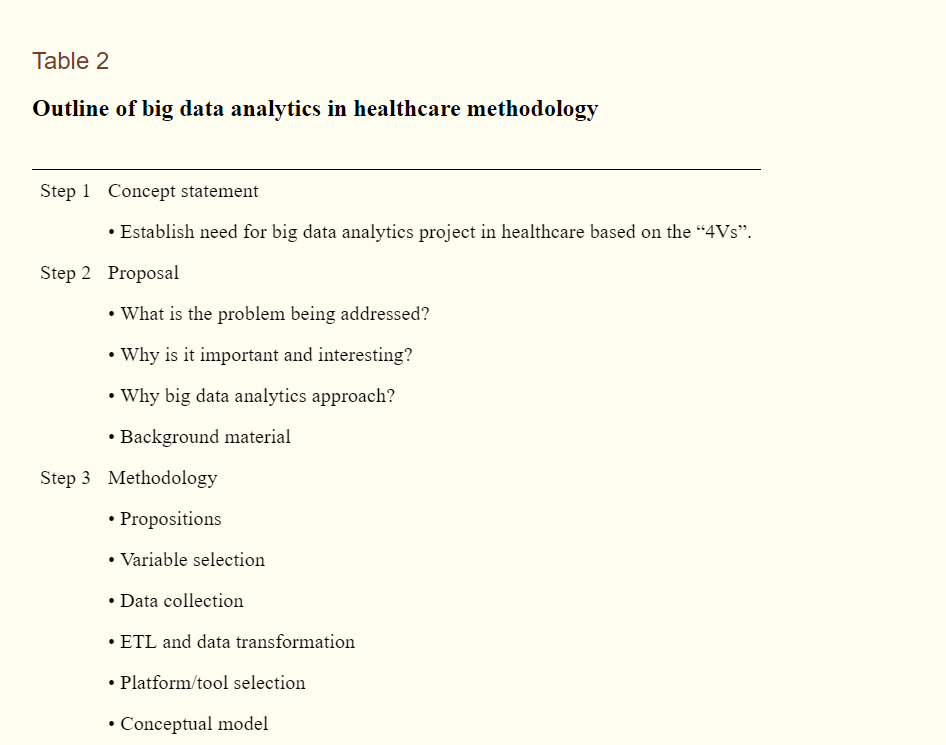 Table 2
Outline of big data analytics in healthcare methodology
Step 1 Concept statement
• Establish need for big data analytics project in healthcare based on the “4Vs”.
Step 2 Proposal
• What is the problem being addressed?
• Why is it important and interesting?
• Why big data analytics approach?
• Background material
Step 3 Methodology
• Propositions
• Variable selection
• Data collection
• ETL and data transformation
• Platform/tool selection
• Conceptual model